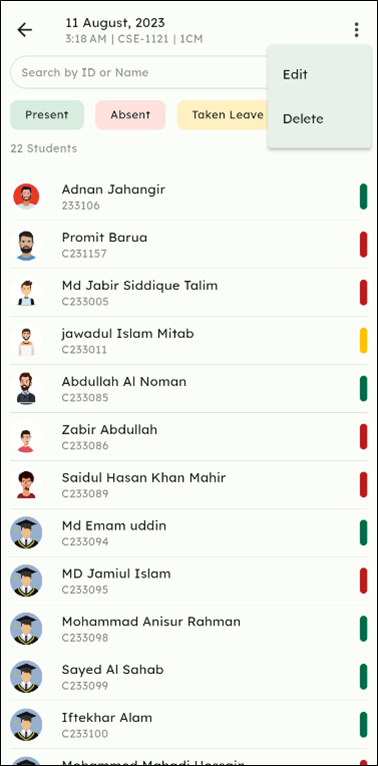 11 August, 2023
3:18 AM | CSE-1121 | 1CM
Edit
Search by ID or Name
Delete
Present
Absent
Taken Leave
22 Students
Adnan Jahangir
233106
Promit Barua
C231157
Md Jabir Siddique Talim
C233005
jawadul Islam Mitab
C233011
Abdullah Al Noman
C233085
Zabir Abdullah
C233086
Saidul Hasan Khan Mahir
C233089
Md Emam uddin
C233094
MD Jamiul Islam
C233095
Mohammad Anisur Rahman
C233098
Sayed Al Sahab
C233099
Iftekhar Alam
C233100
Mohammed Mahadi Hossain